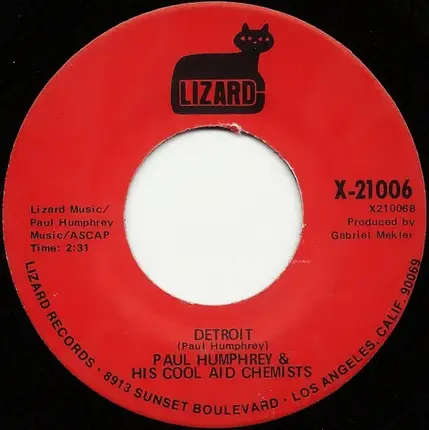 LIZARD
X-21006
X21006B
Produced by
Gabriel Mekler
Lizard Music/
Paul Humphrey
Music/ASCAP
Time: 2:31
DETROIT
(Paul Humphrey)
PAUL HUMPHREY &
HIS COOL AID CHEMISTS
LIZARD RECORDS · 8913 SUNSET BOULEVARD · LOS ANGELES, CALIF. 90069